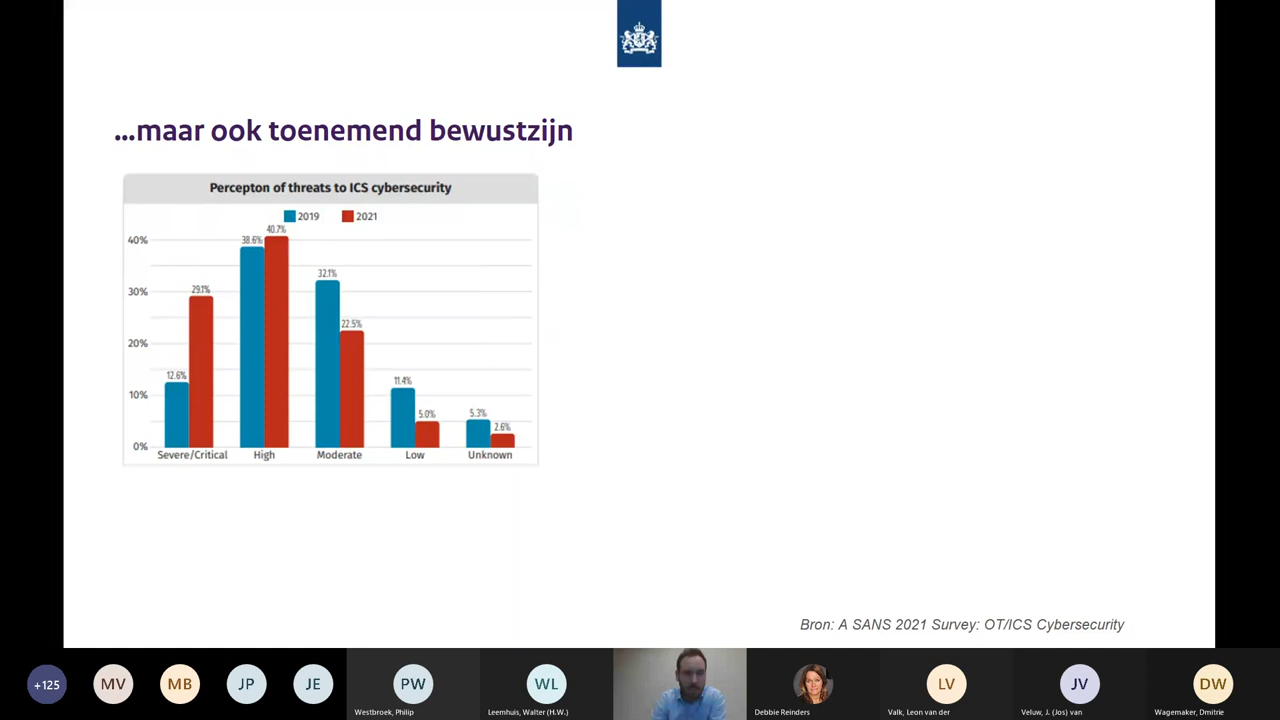 ...maar ook toenemend bewustzijn
Percepton of threats to ICS cybersecurity
2019 2021
40%
30%
20%
10%
0%
12.6% 29.1% 38.6% 40.7% 32.1% 22.5% 11.4% 5.0% 5.3% 2.6%
Severe/Critical High Moderate Low Unknown
Bron: A SANS 2021 Survey: OT/ICS Cybersecurity
+125 MV MB JP JE PW WL LV JV DW
Westbroek, Philip Leemhuis, Walter (H.W.) Debbie Reinders Valk, Leon van der Veluw, J. (Jos) van Wagemaker, Dmitrie